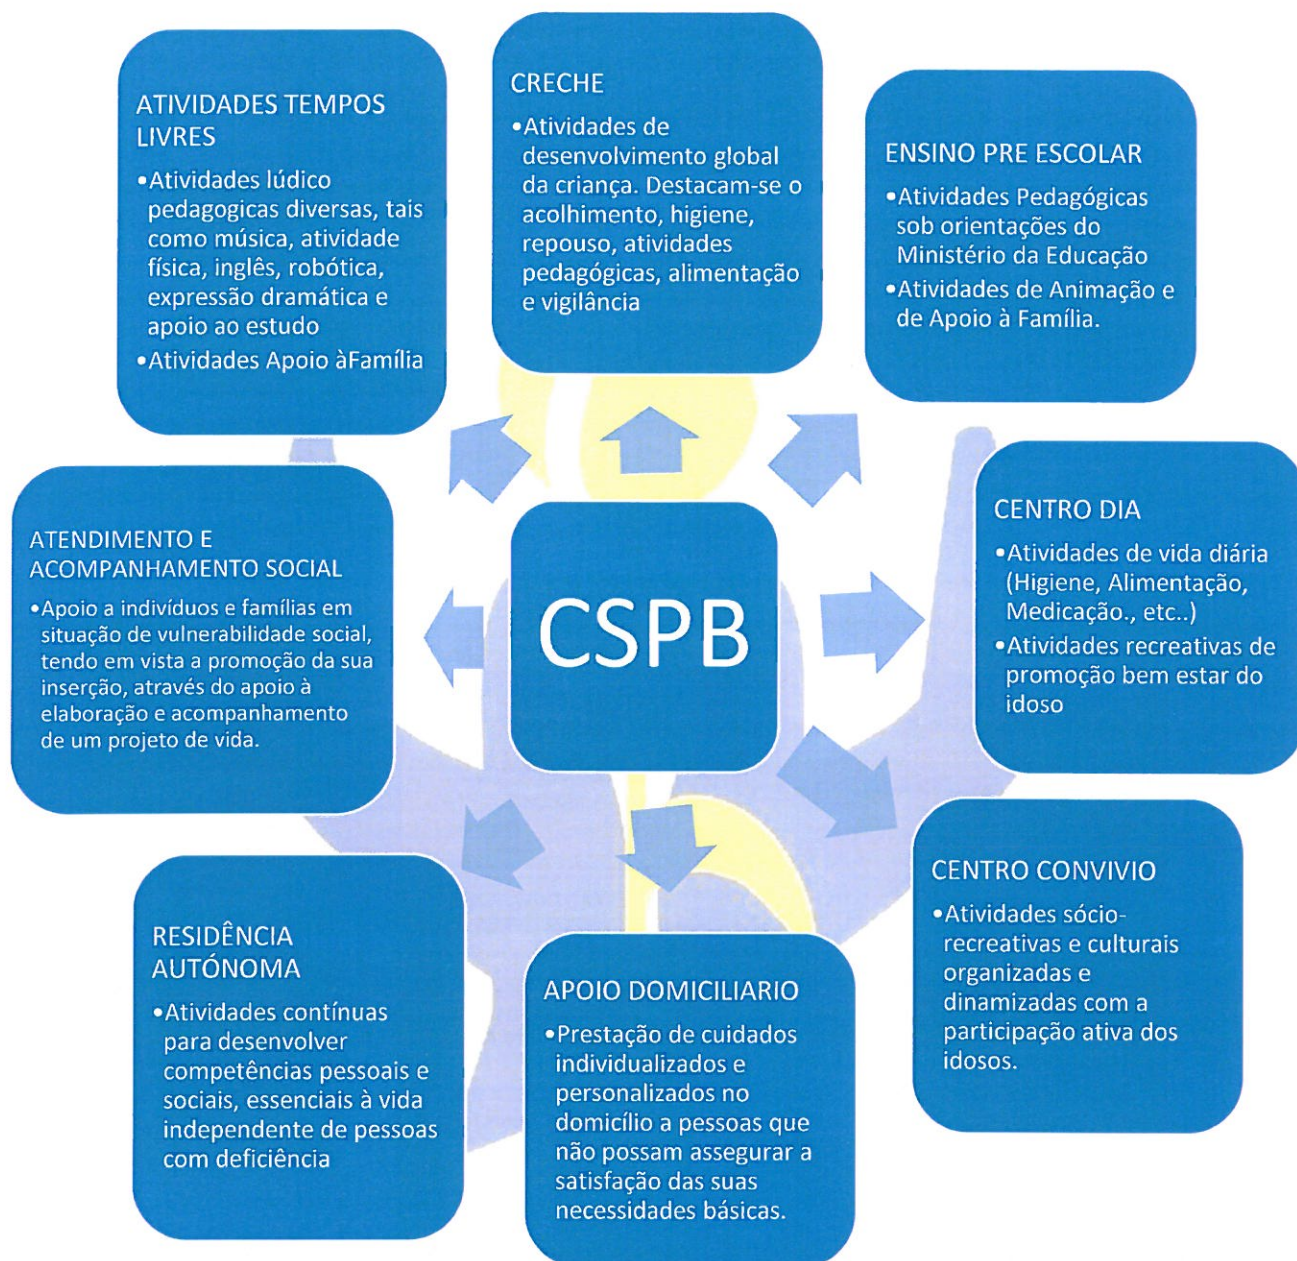 ATIVIDADES TEMPOS
LIVRES
•Atividades lúdico
pedagogicas diversas, tais
como música, atividade
física, inglês, robótica,
expressão dramática e
apoio ao estudo
•Atividades Apoio àFamília
CRECHE
•Atividades de
desenvolvimento global
da criança. Destacam-se o
acolhimento, higiene,
repouso, atividades
pedagógicas, alimentação
e vigilância
ENSINO PRE ESCOLAR
•Atividades Pedagógicas
sob orientações do
Ministério da Educação
•Atividades de Animação e
de Apoio à Família.
ATENDIMENTO E
ACOMPANHAMENTO SOCIAL
•Apoio a indivíduos e famílias em
situação de vulnerabilidade social,
tendo em vista a promoção da sua
inserção, através do apoio à
elaboração e acompanhamento
de um projeto de vida.
CSPB
CENTRO DIA
•Atividades de vida diária
(Higiene, Alimentação,
Medicação., etc..)
•Atividades recreativas de
promoção bem estar do
idoso
RESIDÊNCIA
AUTÓNOMA
•Atividades contínuas
para desenvolver
competências pessoais e
sociais, essenciais à vida
independente de pessoas
com deficiência
APOIO DOMICILIARIO
•Prestação de cuidados
individualizados e
personalizados no
domicílio a pessoas que
não possam assegurar a
satisfação das suas
necessidades básicas.
CENTRO CONVIVIO
•Atividades sócio-
recreativas e culturais
organizadas e
dinamizadas com a
participação ativa dos
idosos.